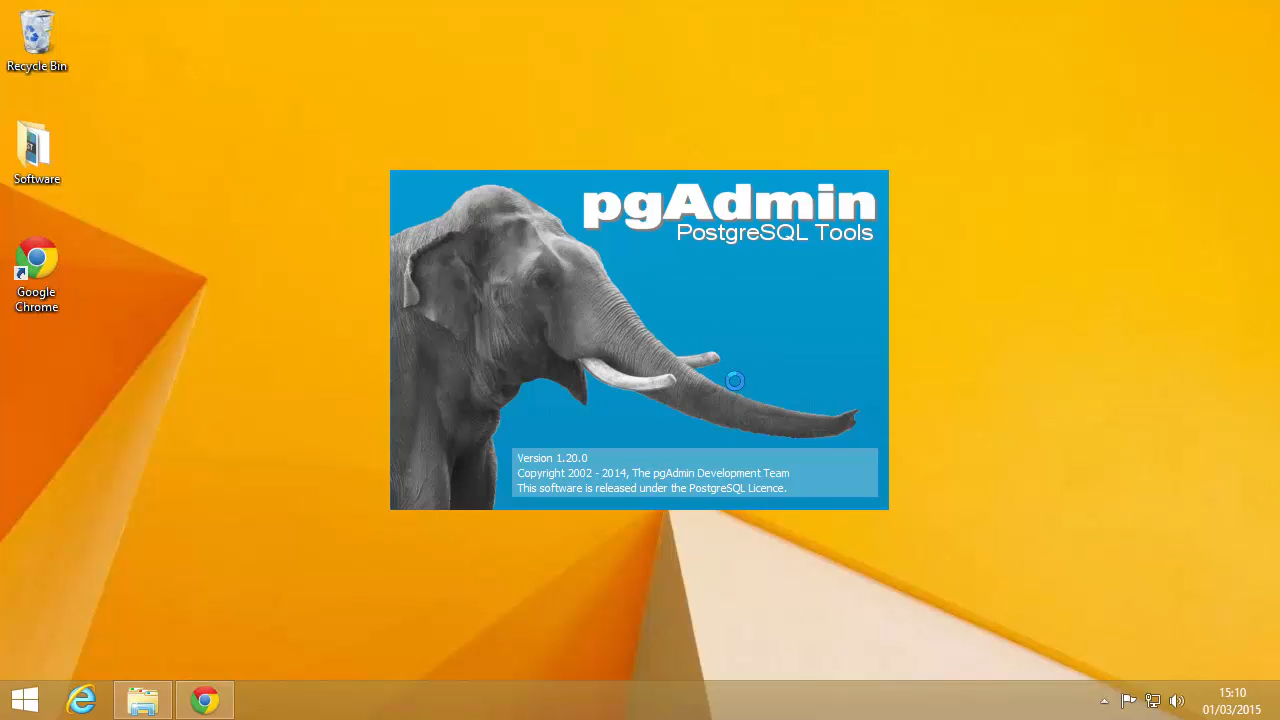 Recycle Bin
Software
Google
Chrome
pgAdmin
PostgreSQL Tools
Version 1.20.0
Copyright 2002 - 2014, The pgAdmin Development Team
This software is released under the PostgreSQL Licence.
15:10
01/03/2015